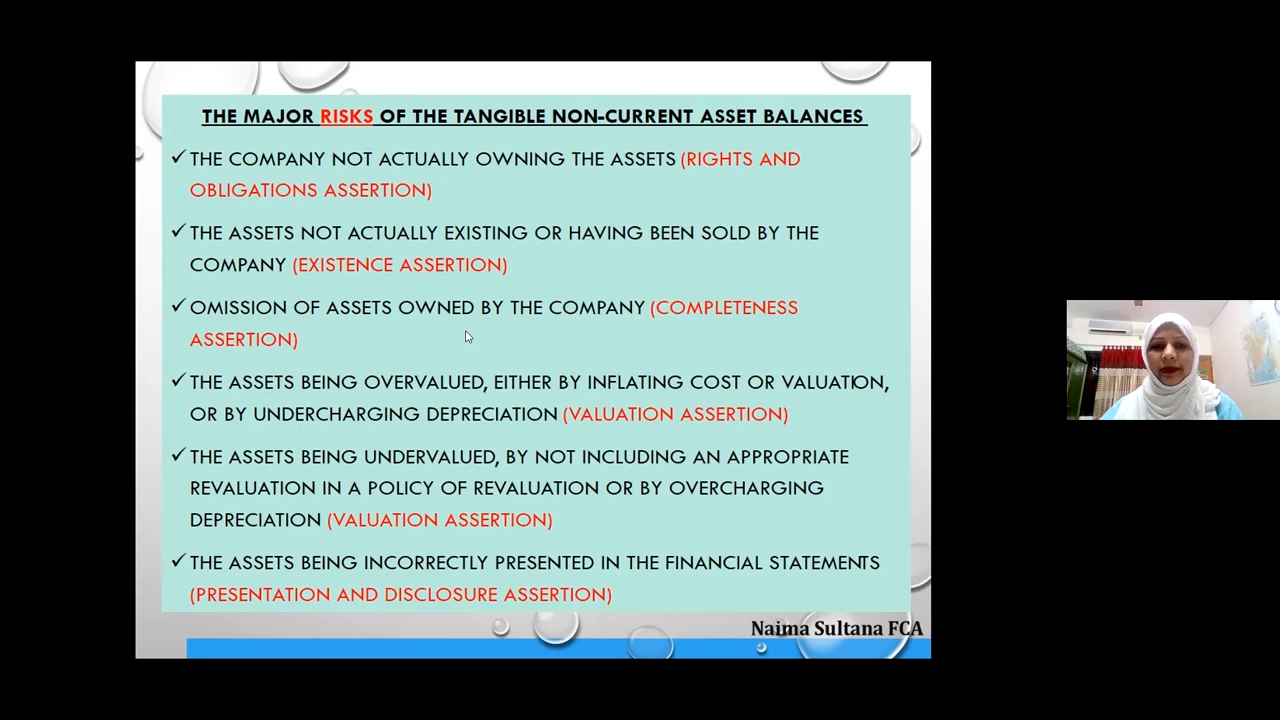 THE MAJOR RISKS OF THE TANGIBLE NON-CURRENT ASSET BALANCES
✓ THE COMPANY NOT ACTUALLY OWNING THE ASSETS (RIGHTS AND
OBLIGATIONS ASSERTION)
✓ THE ASSETS NOT ACTUALLY EXISTING OR HAVING BEEN SOLD BY THE
COMPANY (EXISTENCE ASSERTION)
✓ OMISSION OF ASSETS OWNED BY THE COMPANY (COMPLETENESS
ASSERTION)
✓ THE ASSETS BEING OVERVALUED, EITHER BY INFLATING COST OR VALUATION,
OR BY UNDERCHARGING DEPRECIATION (VALUATION ASSERTION)
✓ THE ASSETS BEING UNDERVALUED, BY NOT INCLUDING AN APPROPRIATE
REVALUATION IN A POLICY OF REVALUATION OR BY OVERCHARGING
DEPRECIATION (VALUATION ASSERTION)
✓ THE ASSETS BEING INCORRECTLY PRESENTED IN THE FINANCIAL STATEMENTS
(PRESENTATION AND DISCLOSURE ASSERTION)
Naima Sultana FCA